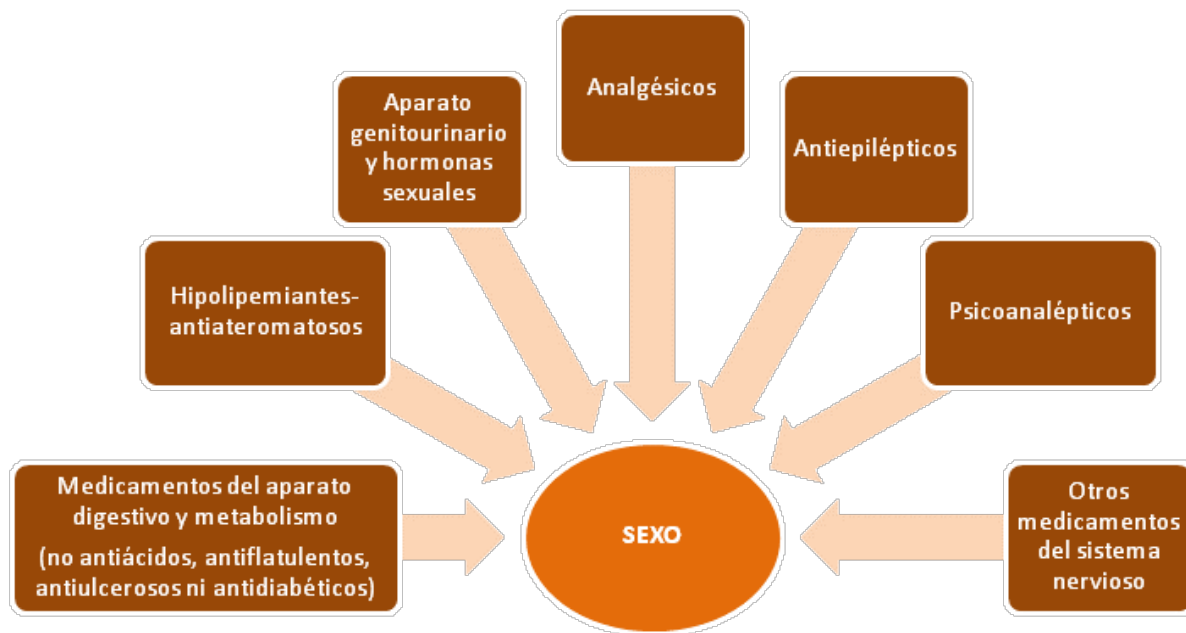 Analgésicos
Aparato
genitourinario
y hormonas
sexuales
Antiepilépticos
Hipolipemiantes-
antiateromatosos
Psicoanalépticos
Medicamentos del aparato
digestivo y metabolismo
(no antiácidos, antiflatulentos,
antiulcerosos ni antidiabéticos)
SEXO
Otros
medicamentos
del sistema
nervioso